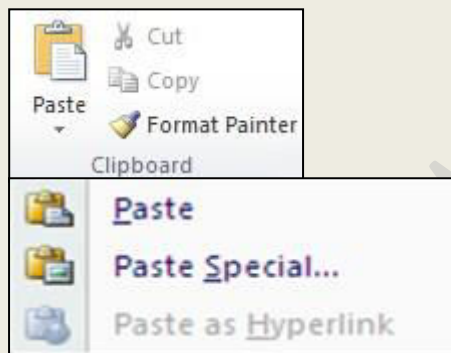 Cut
Copy
Paste
Format Painter
Clipboard
Paste
Paste Special...
Paste as Hyperlink